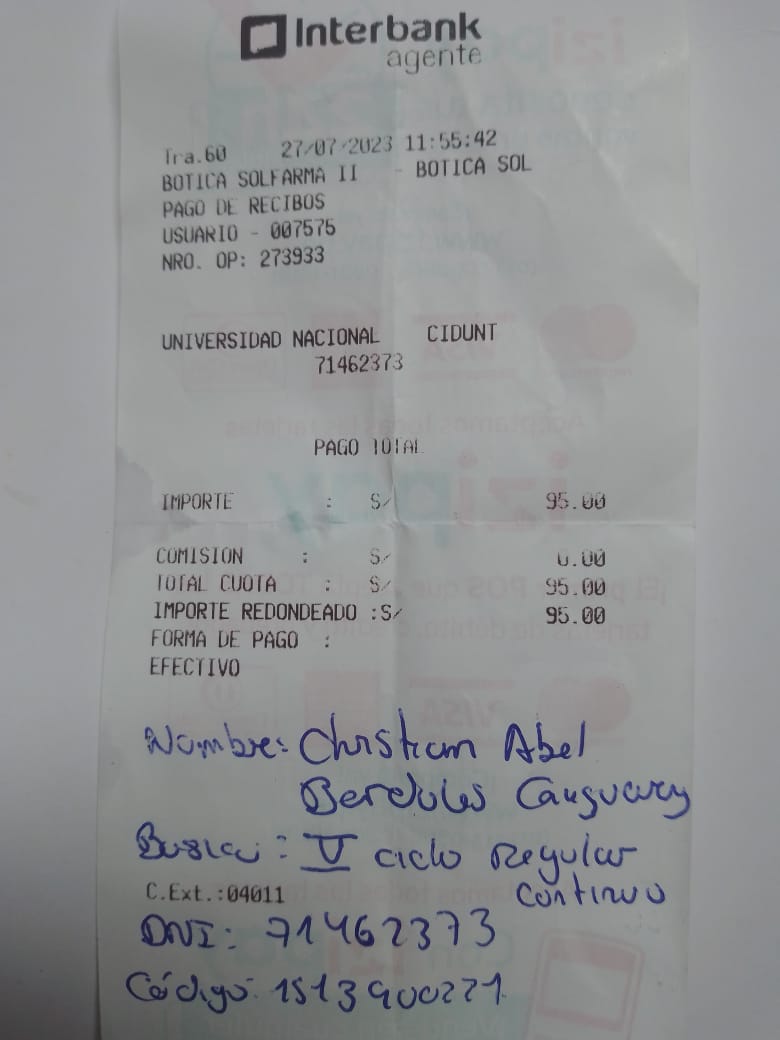 Interbank
agente
Tra.60 27/07/2023 11:55:42
BOTICA SOLFARMA II - BOTICA SOL
PAGO DE RECIBOS
USUARIO - 007575
NRO. OP: 273933
UNIVERSIDAD NACIONAL CIDUNT
71462373
PAGO TOTAL
IMPORTE : S/ 95.00
COMISION : S/ 0.00
TOTAL CUOTA : S/ 95.00
IMPORTE REDONDEADO :S/ 95.00
FORMA DE PAGO :
EFECTIVO
Nombre: Christian Abel
Berdules
V ciclo Regular
C.Ext.:04011 Continuo
DNI: 71462373
Código: 1513900221